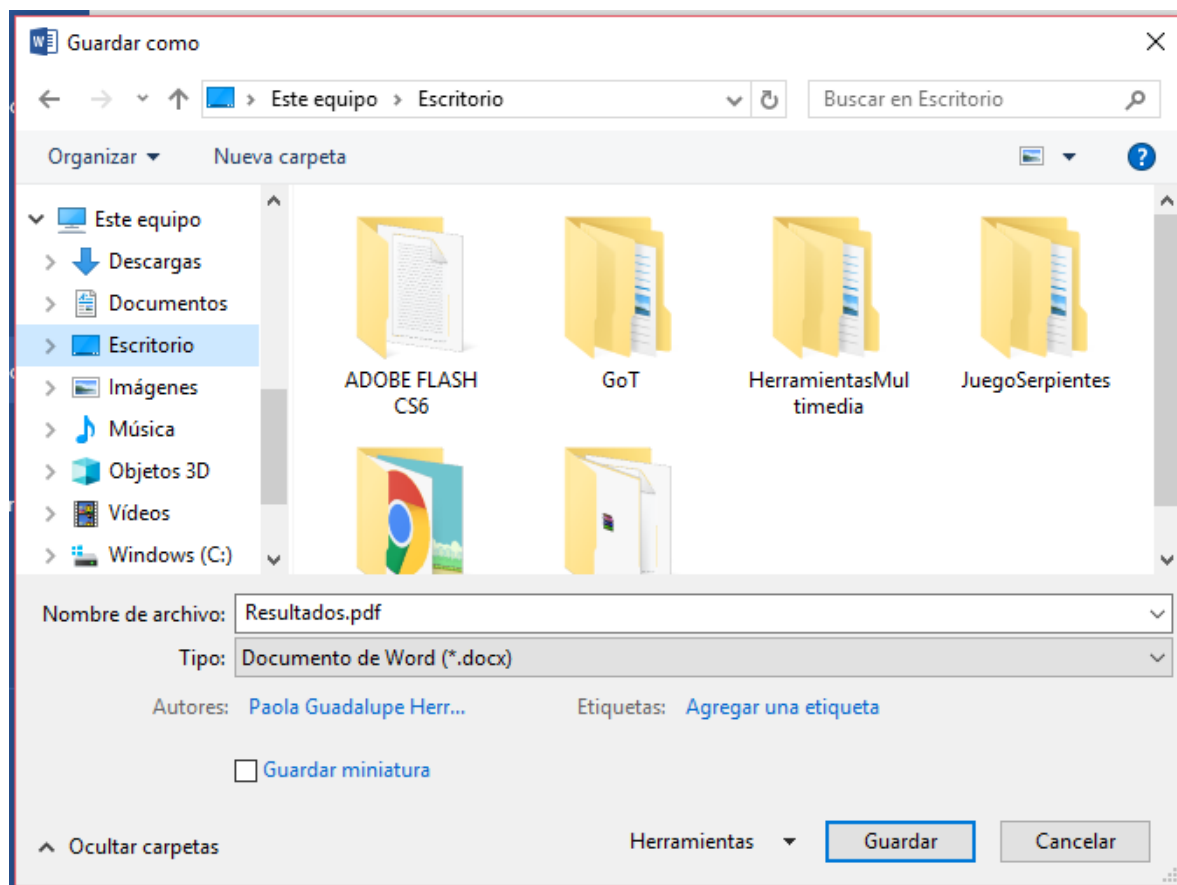 Guardar como
Este equipo > Escritorio
Buscar en Escritorio
Organizar
Nueva carpeta
Este equipo
Descargas
Documentos
Escritorio
Imágenes
Música
Objetos 3D
Vídeos
Windows (C:)
ADOBE FLASH
CS6
GoT
HerramientasMul
timedia
JuegoSerpientes
Nombre de archivo: Resultados.pdf
Tipo: Documento de Word (*.docx)
Autores: Paola Guadalupe Herr...
Etiquetas: Agregar una etiqueta
Guardar miniatura
Ocultar carpetas
Herramientas
Guardar
Cancelar